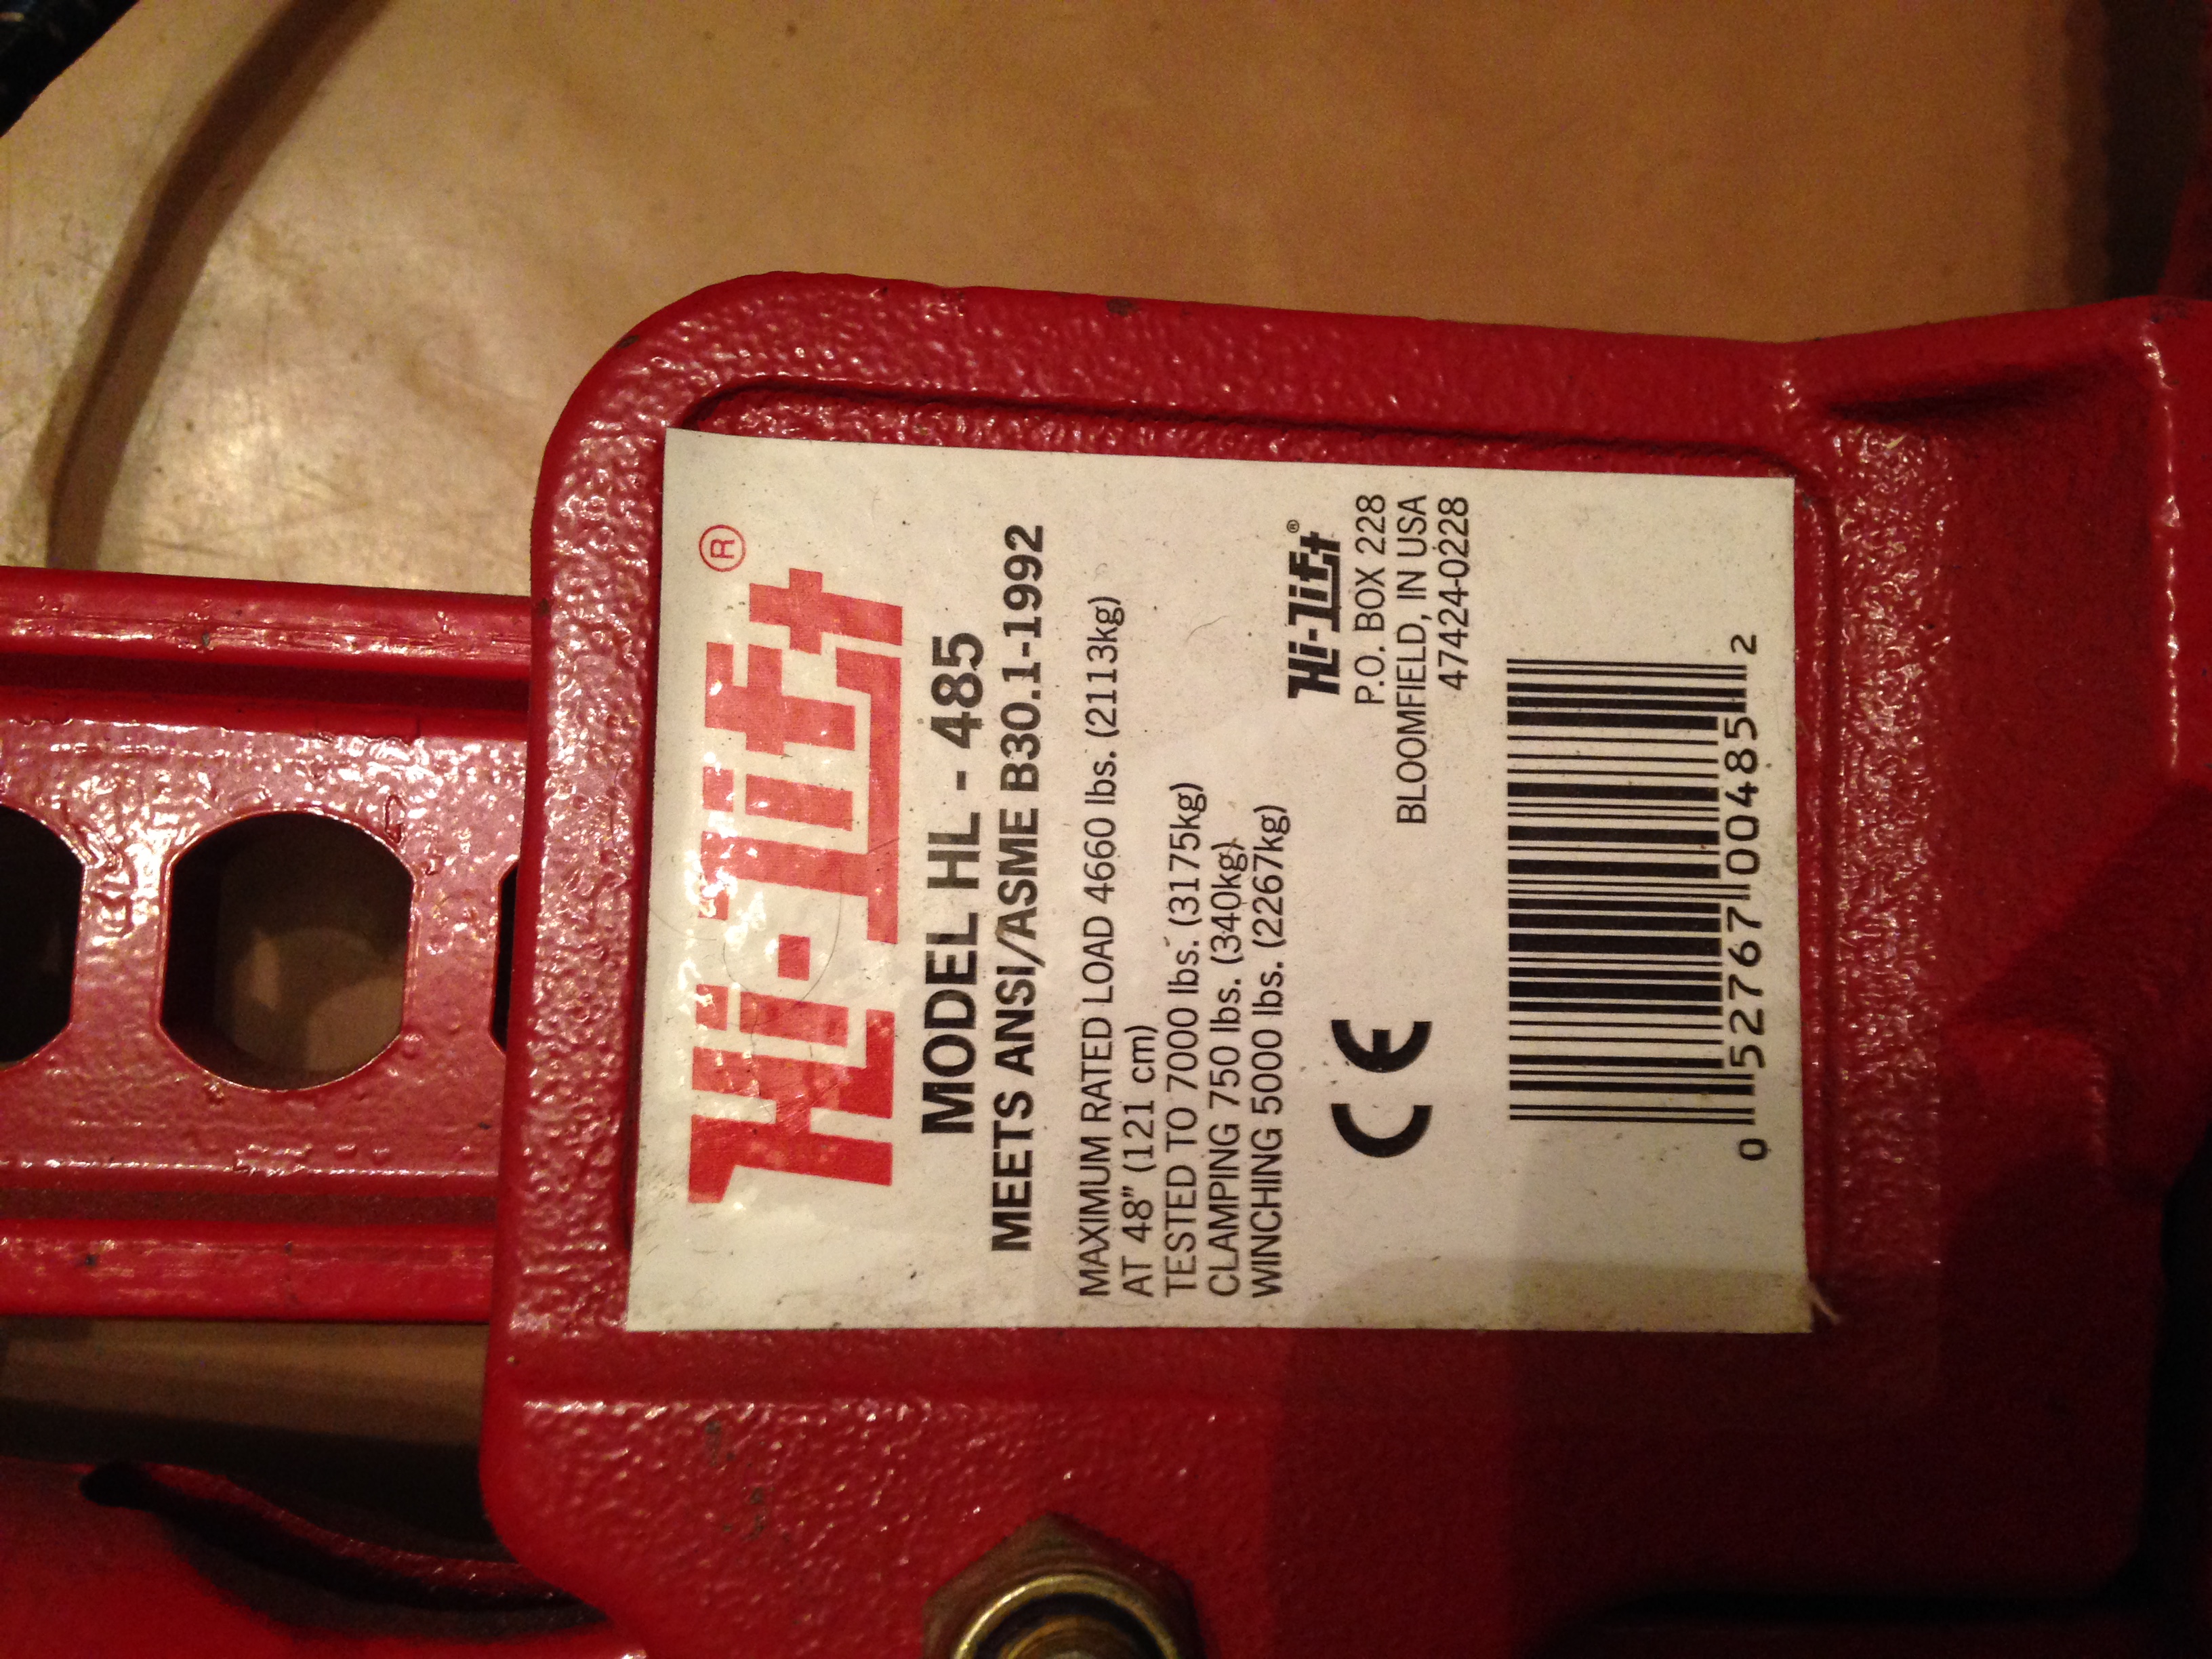 Hi-Lift®
MODEL HL - 485
MEETS ANSI/ASME B30.1-1992
MAXIMUM RATED LOAD 4660 lbs. (2113kg)
AT 48" (121 cm)
TESTED TO 7000 lbs. (3175kg)
CLAMPING 750 lbs. (340kg)
WINCHING 5000 lbs. (2267kg)
CE
Hi-Lift®
P.O. BOX 228
BLOOMFIELD, IN USA
47424-0228
0 52767 00485 2